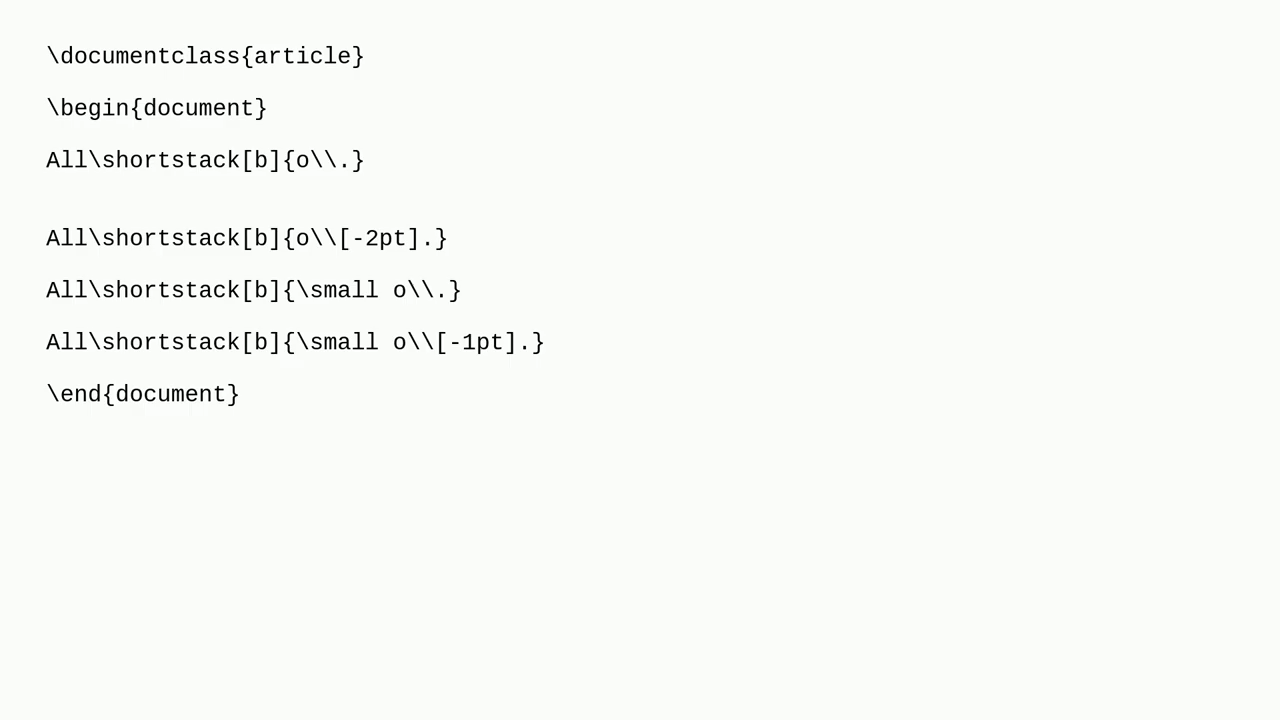 \documentclass{article}
\begin{document}
All\shortstack[b]{o\\.}
All\shortstack[b]{o\\[-2pt].}
All\shortstack[b]{\small o\\.}
All\shortstack[b]{\small o\\[-1pt].}
\end{document}